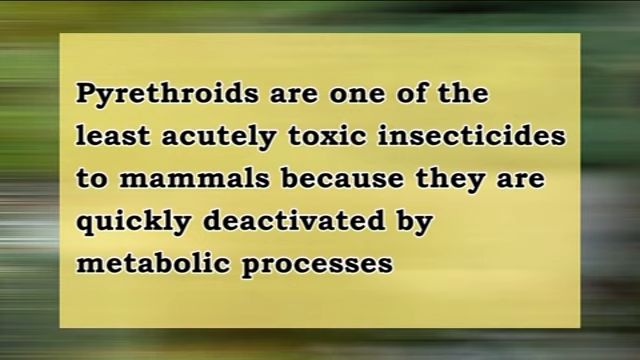 Pyrethroids are one of the
least acutely toxic insecticides
to mammals because they are
quickly deactivated by
metabolic processes